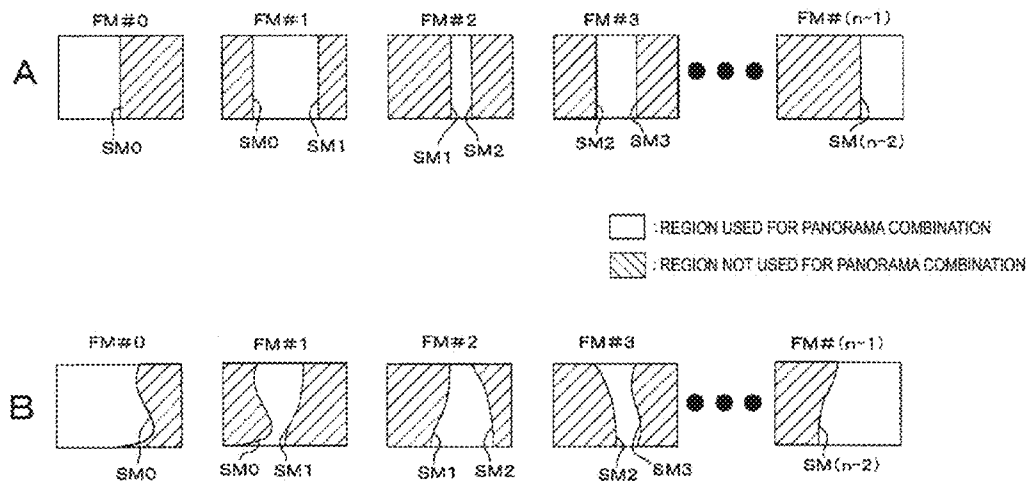 FM#0 FM#1 FM#2 FM#3 FM#(n-1)
A
SM0 SM0 SM1 SM1 SM2 SM2 SM3 SM(n-2)
: REGION USED FOR PANORAMA COMBINATION
: REGION NOT USED FOR PANORAMA COMBINATION
FM#0 FM#1 FM#2 FM#3 FM#(n-1)
B
SM0 SM0 SM1 SM1 SM2 SM2 SM3 SM(n-2)